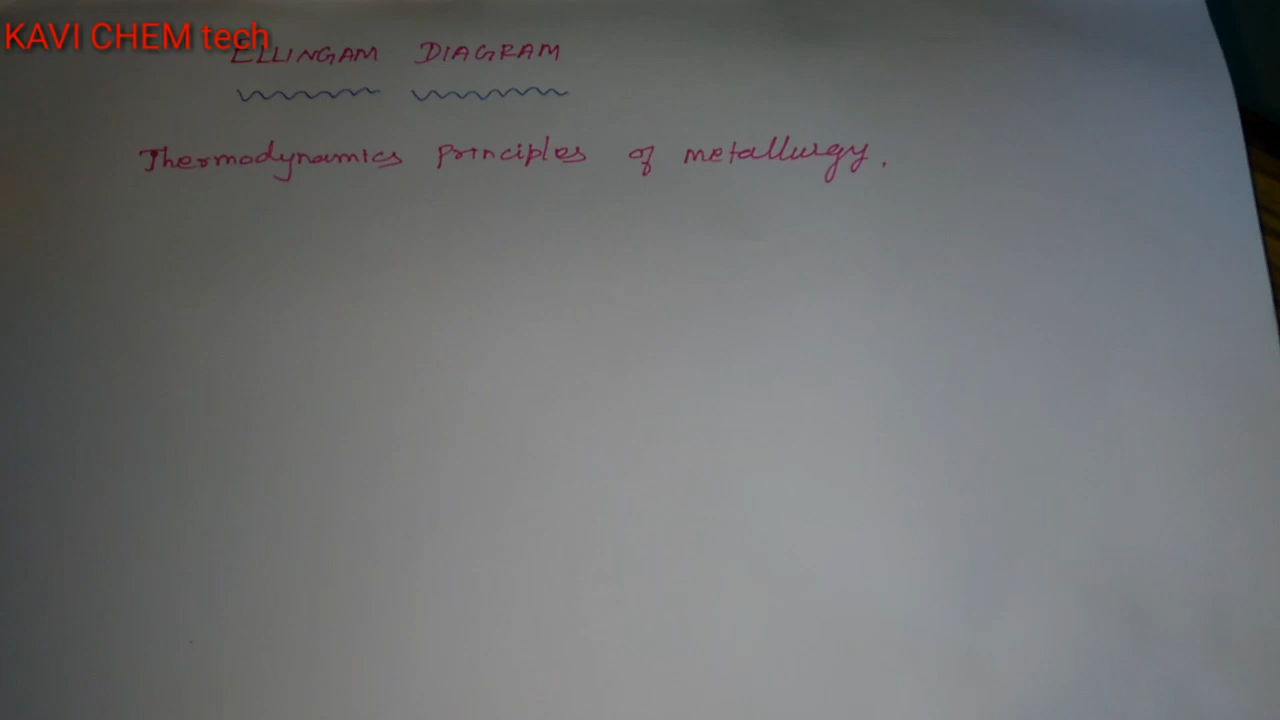 KAVI CHEM tech
ELLINGAM DIAGRAM
Thermodynamics principles of metallurgy.